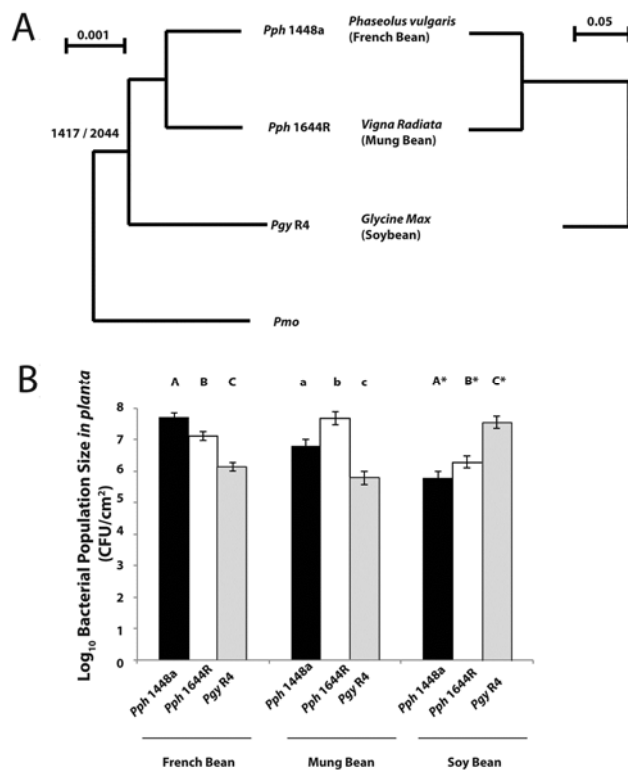 A
0.001
Pph 1448a
Phaseolus vulgaris
(French Bean)
0.05
1417 / 2044
Pph 1644R
Vigna Radiata
(Mung Bean)
Pgy R4
Glycine Max
(Soybean)
Pmo
B
A B C a b c A* B* C*
Log10 Bacterial Population Size in planta
(CFU/cm²)
8
7
6
5
4
3
2
1
0
Pph 1448a Pph 1644R Pgy R4 Pph 1448a Pph 1644R Pgy R4 Pph 1448a Pph 1644R Pgy R4
French Bean Mung Bean Soy Bean